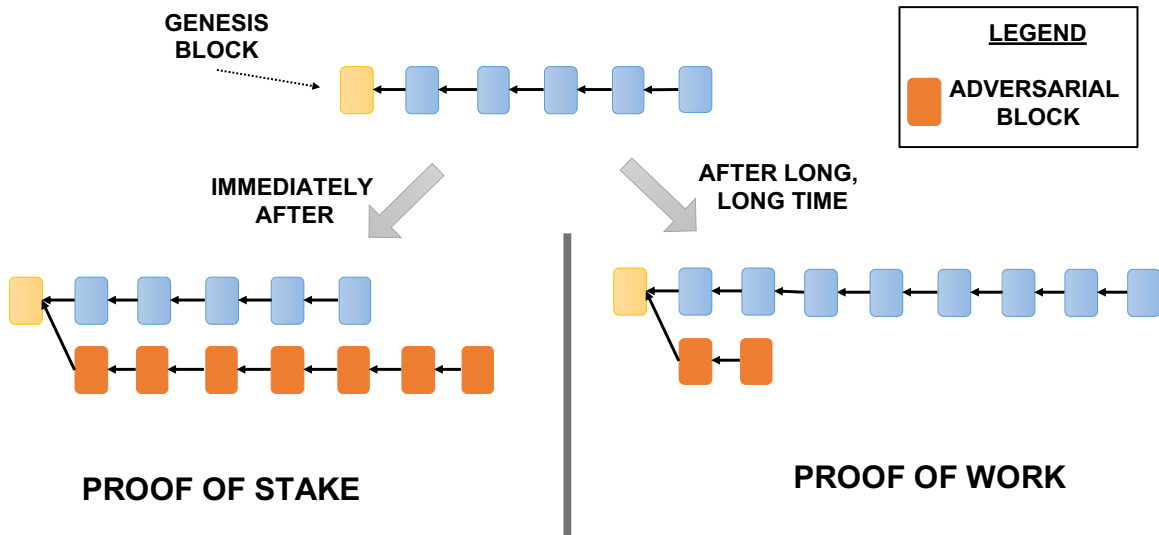 GENESIS
BLOCK
LEGEND
ADVERSARIAL
BLOCK
IMMEDIATELY
AFTER
AFTER LONG,
LONG TIME
PROOF OF STAKE
PROOF OF WORK